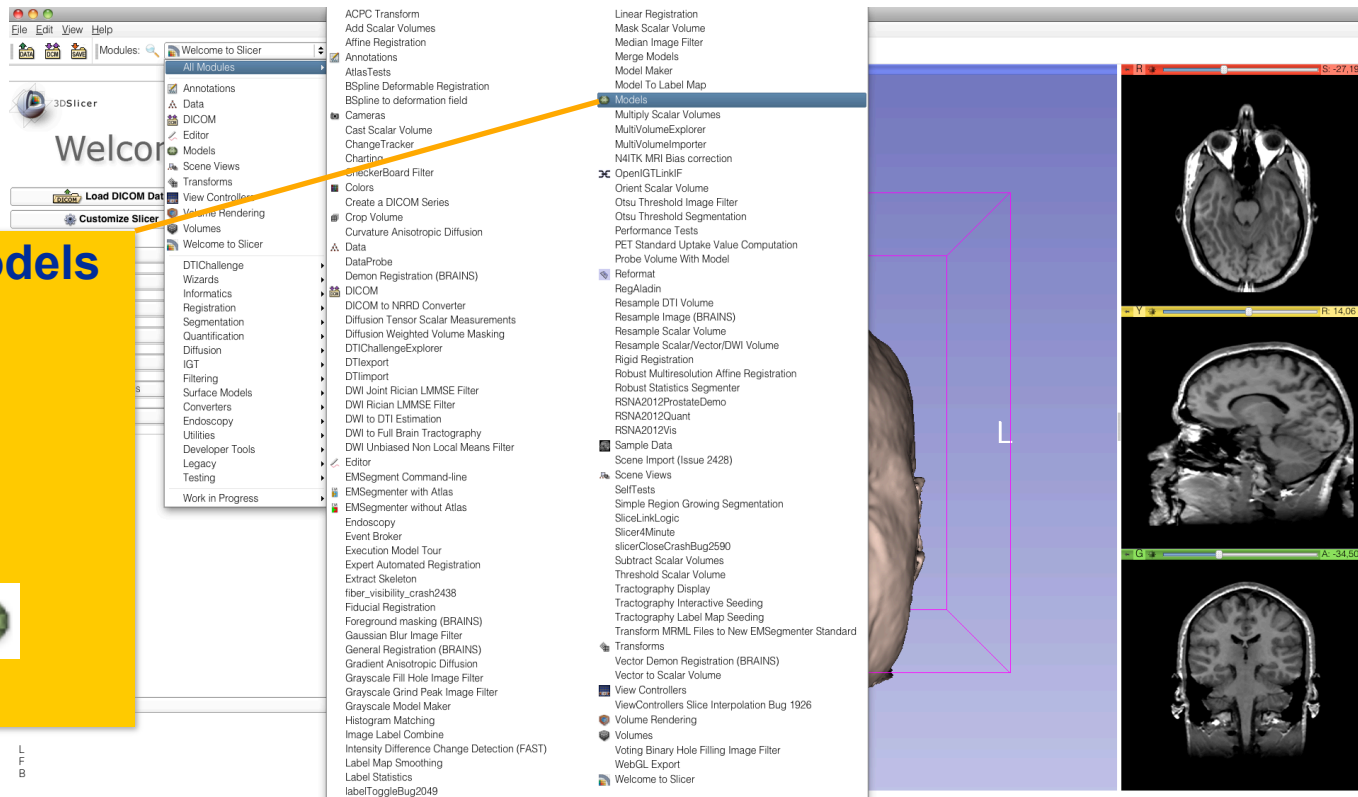 File Edit View Help
DATA DCM SAVE Modules: Welcome to Slicer
All Modules
Annotations
Data
DICOM
Editor
Models
Scene Views
Transforms
View Controllers
Volume Rendering
Volumes
Welcome to Slicer
DTIChallenge
Wizards
Informatics
Registration
Segmentation
Quantification
Diffusion
IGT
Filtering
Surface Models
Converters
Endoscopy
Utilities
Developer Tools
Legacy
Testing
Work in Progress
3DSlicer
Welcor
Load DICOM Dat
Customize Slicer
odels
s
L
F
B
ACPC Transform
Add Scalar Volumes
Affine Registration
Annotations
AtlasTests
BSpline Deformable Registration
BSpline to deformation field
Cameras
Cast Scalar Volume
ChangeTracker
Charting
CheckerBoard Filter
Colors
Create a DICOM Series
Crop Volume
Curvature Anisotropic Diffusion
Data
DataProbe
Demon Registration (BRAINS)
DICOM
DICOM to NRRD Converter
Diffusion Tensor Scalar Measurements
Diffusion Weighted Volume Masking
DTIChallengeExplorer
DTIexport
DTIimport
DWI Joint Rician LMMSE Filter
DWI Rician LMMSE Filter
DWI to DTI Estimation
DWI to Full Brain Tractography
DWI Unbiased Non Local Means Filter
Editor
EMSegment Command-line
EMSegmenter with Atlas
EMSegmenter without Atlas
Endoscopy
Event Broker
Execution Model Tour
Expert Automated Registration
Extract Skeleton
fiber_visibility_crash2438
Fiducial Registration
Foreground masking (BRAINS)
Gaussian Blur Image Filter
General Registration (BRAINS)
Gradient Anisotropic Diffusion
Grayscale Fill Hole Image Filter
Grayscale Grind Peak Image Filter
Grayscale Model Maker
Histogram Matching
Image Label Combine
Intensity Difference Change Detection (FAST)
Label Map Smoothing
Label Statistics
labelToggleBug2049
Linear Registration
Mask Scalar Volume
Median Image Filter
Merge Models
Model Maker
Model To Label Map
Models
Multiply Scalar Volumes
MultiVolumeExplorer
MultiVolumeImporter
N4ITK MRI Bias correction
OpenIGTLinkIF
Orient Scalar Volume
Otsu Threshold Image Filter
Otsu Threshold Segmentation
Performance Tests
PET Standard Uptake Value Computation
Probe Volume With Model
Reformat
RegAladin
Resample DTI Volume
Resample Image (BRAINS)
Resample Scalar Volume
Resample Scalar/Vector/DWI Volume
Rigid Registration
Robust Multiresolution Affine Registration
Robust Statistics Segmenter
RSNA2012ProstateDemo
RSNA2012Quant
RSNA2012Vis
Sample Data
Scene Import (Issue 2428)
Scene Views
SelfTests
Simple Region Growing Segmentation
SliceLinkLogic
Slicer4Minute
slicerCloseCrashBug2590
Subtract Scalar Volumes
Threshold Scalar Volume
Tractography Display
Tractography Interactive Seeding
Tractography Label Map Seeding
Transform MRML Files to New EMSegmenter Standard
Transforms
Vector Demon Registration (BRAINS)
Vector to Scalar Volume
View Controllers
ViewControllers Slice Interpolation Bug 1926
Volume Rendering
Volumes
Voting Binary Hole Filling Image Filter
WebGL Export
Welcome to Slicer
L
R S: -27,19
Y R: 14,06
G A: -34,50